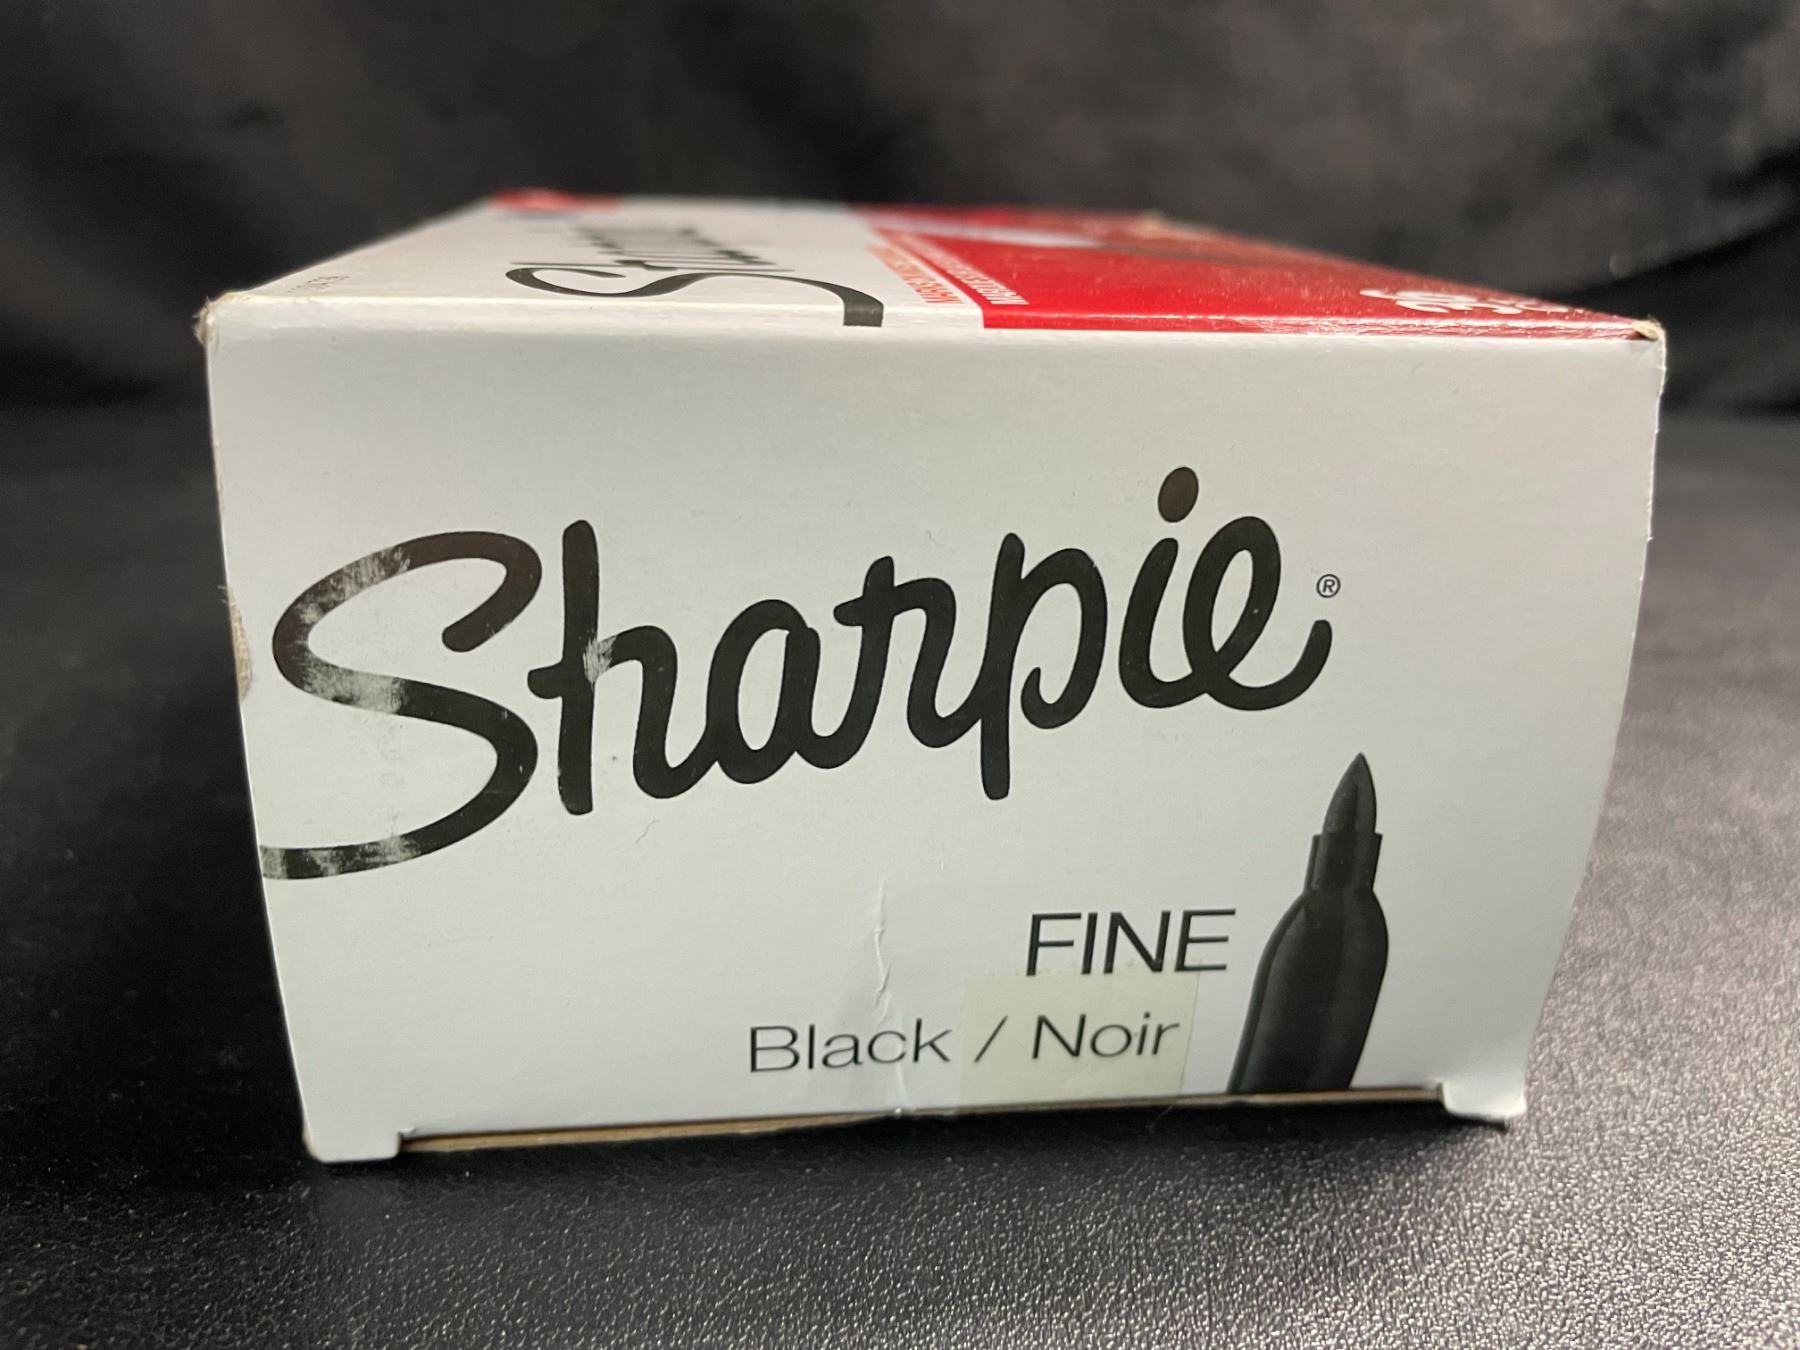 Sharpie®
FINE
Black / Noir